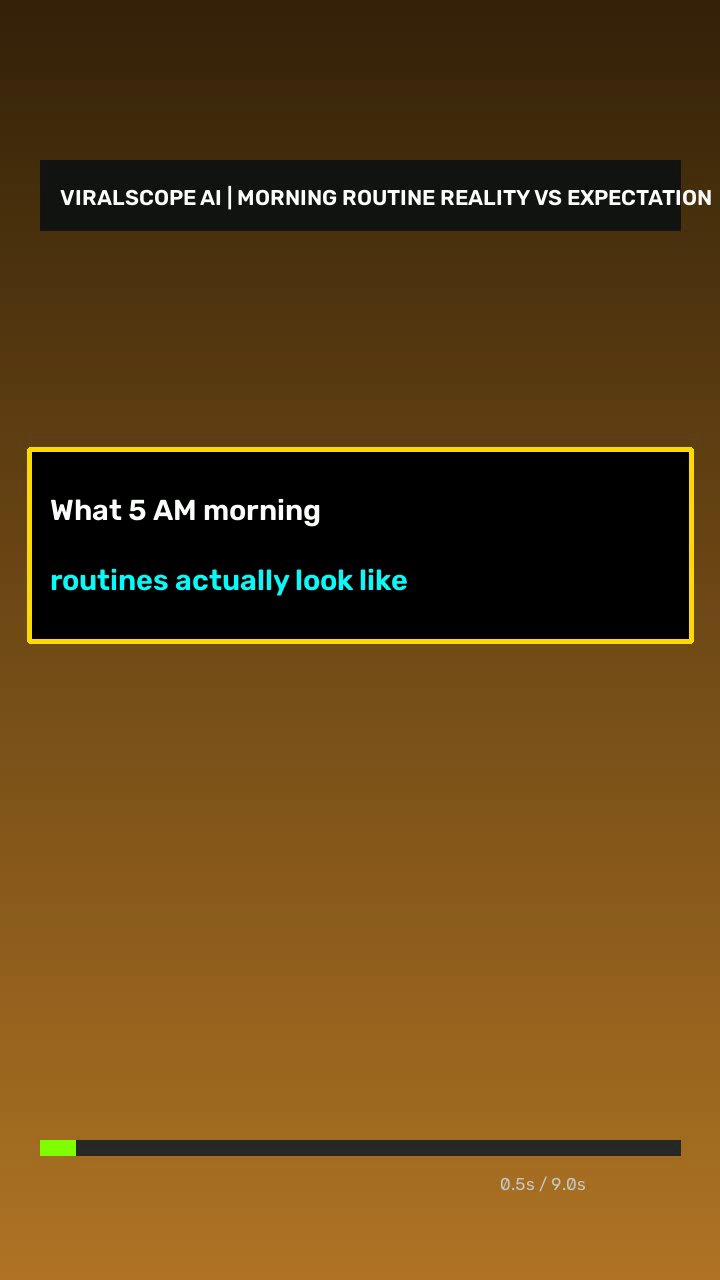 VIRALSCOPE AI | MORNING ROUTINE REALITY VS EXPECTATION
What 5 AM morning
routines actually look like
0.5s / 9.0s